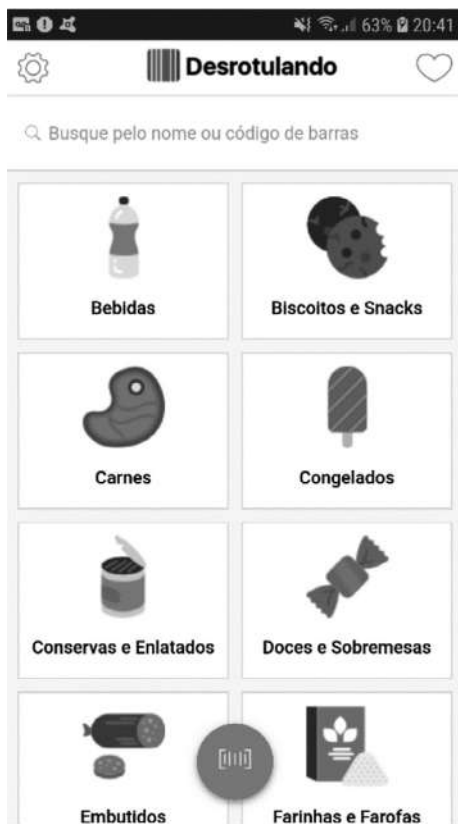 63% 20:41
Desrotulando
Busque pelo nome ou código de barras
Bebidas
Biscoitos e Snacks
Carnes
Congelados
Conservas e Enlatados
Doces e Sobremesas
Embutidos
Farinhas e Farofas